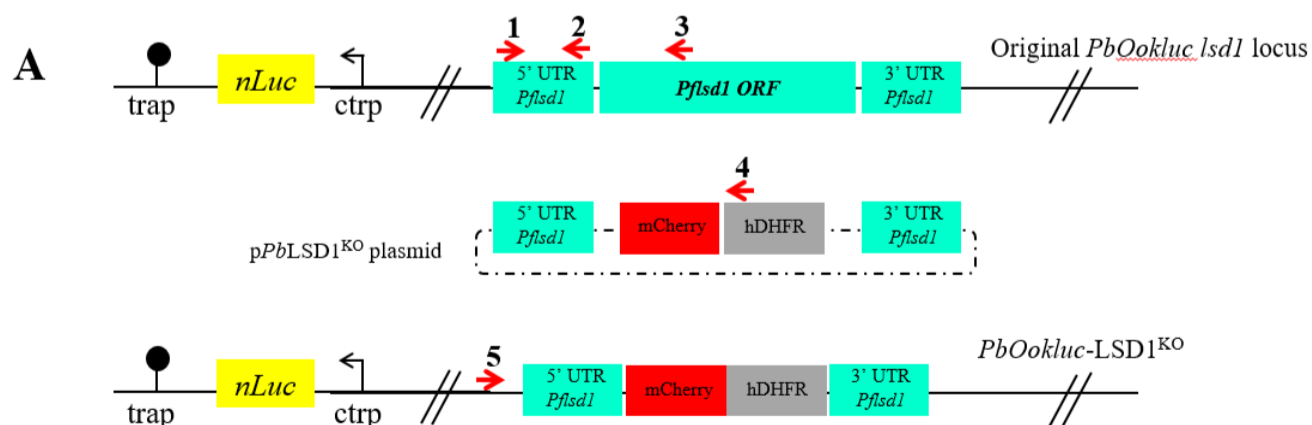 A
1
2
3
Original PbOokluc lsd1 locus
nLuc
trap
ctrp
5’ UTR
Pflsd1
Pflsd1 ORF
3’ UTR
Pflsd1
4
pPbLSD1ᴷᴼ plasmid
5’ UTR
Pflsd1
mCherry
hDHFR
3’ UTR
Pflsd1
5
PbOokluc-LSD1ᴷᴼ
nLuc
trap
ctrp
5’ UTR
Pflsd1
mCherry
hDHFR
3’ UTR
Pflsd1